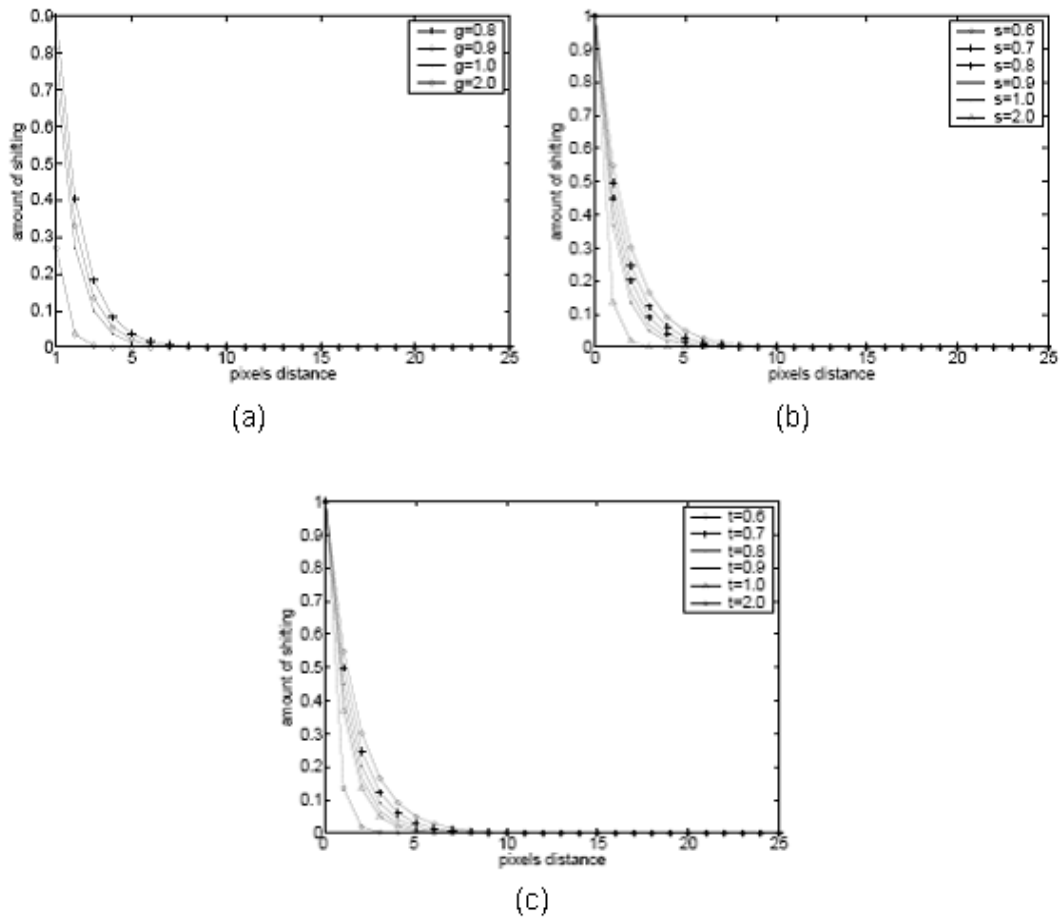 0.9
0.8
0.7
0.6
0.5
0.4
0.3
0.2
0.1
0
amount of shifting
g=0.8
g=0.9
g=1.0
g=2.0
1 5 10 15 20 25
pixels distance
(a)
1
0.9
0.8
0.7
0.6
0.5
0.4
0.3
0.2
0.1
0
amount of shifting
s=0.6
s=0.7
s=0.8
s=0.9
s=1.0
s=2.0
0 5 10 15 20 25
pixels distance
(b)
1
0.9
0.8
0.7
0.6
0.5
0.4
0.3
0.2
0.1
0
amount of shifting
t=0.6
t=0.7
t=0.8
t=0.9
t=1.0
t=2.0
0 5 10 15 20 25
pixels distance
(c)